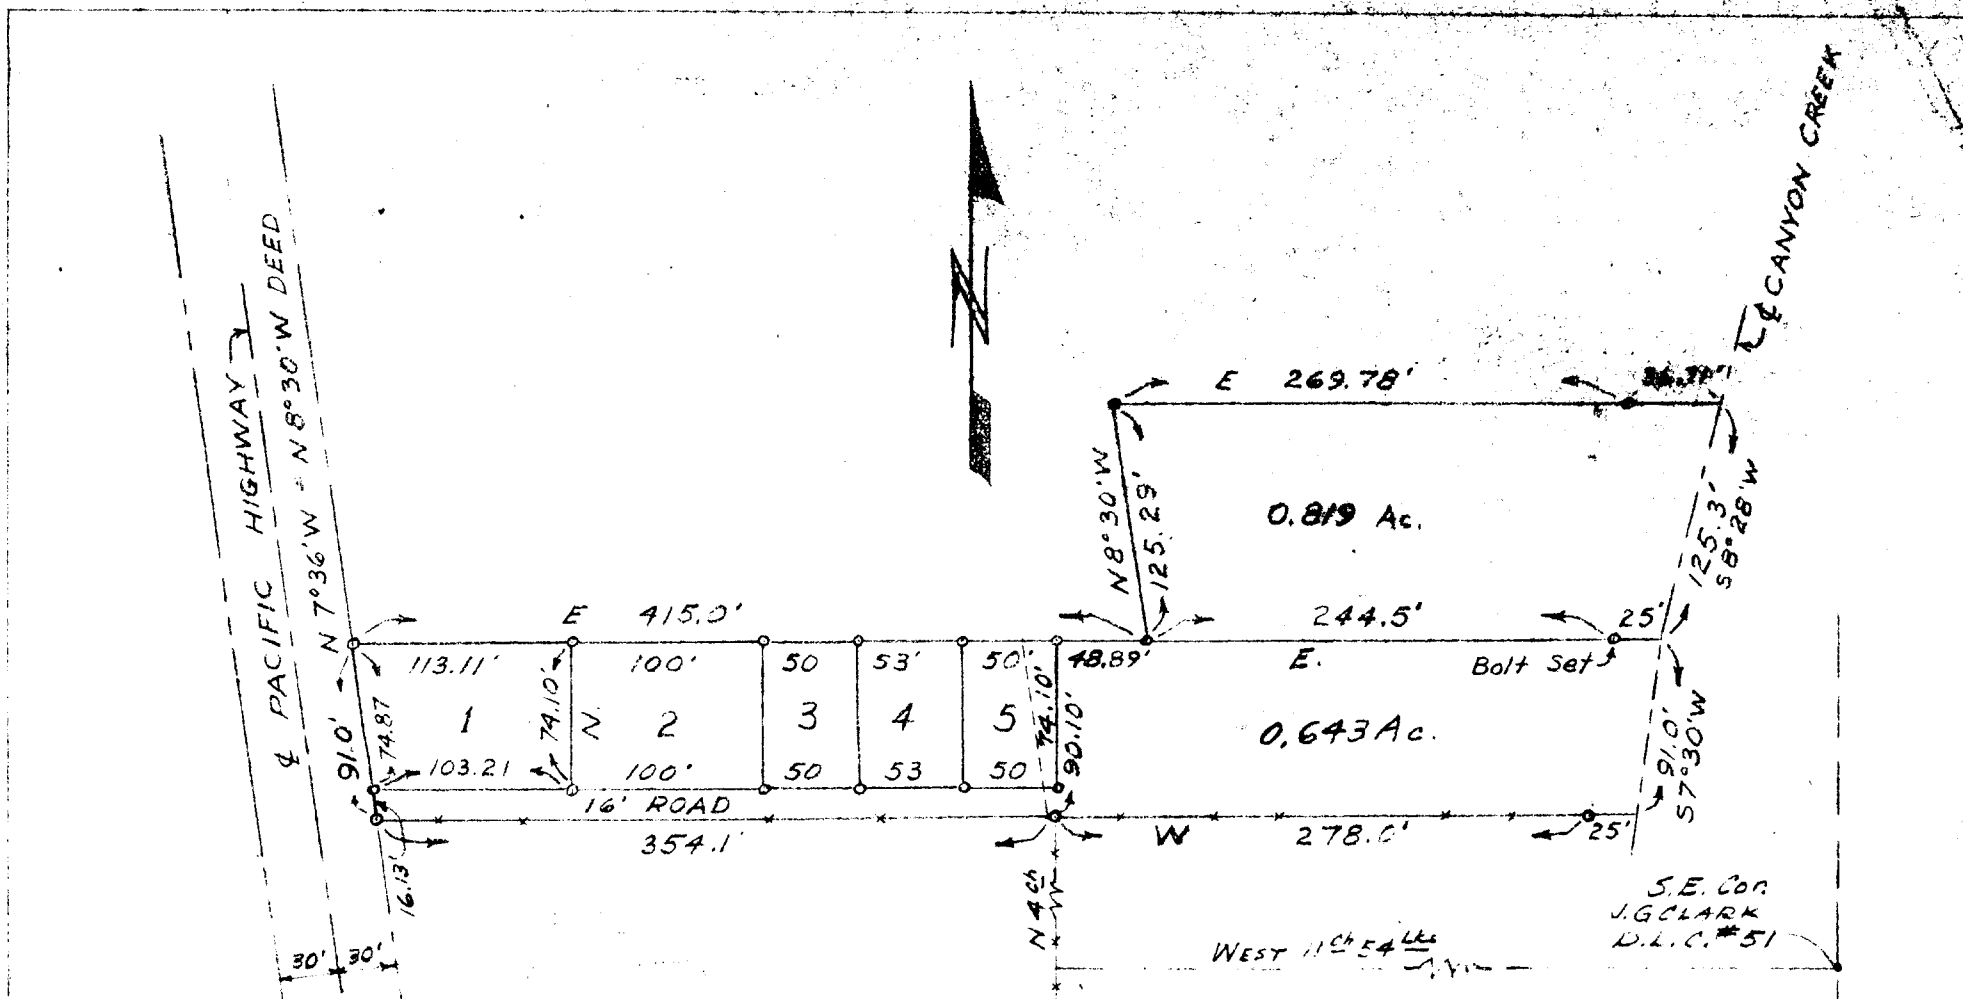 ℄ CANYON CREEK
℄ PACIFIC HIGHWAY
N 7°36'W = N 8°30'W DEED
N
E 269.78'
N 8°30'W
125.29'
0.819 Ac.
125.3'
S 8°28'W
E 415.0'
244.5'
25'
113.11'
100'
50
53'
50'
48.89'
E.
Bolt Set
91.0'
74.87
1
74.10'
N.
2
3
4
5
74.10'
90.10'
0.643 Ac.
91.0'
S 7°30'W
103.21
100'
50
53
50
16' ROAD
16.13'
354.1
W
278.0'
25'
N 4 ch
S.E. Cor.
J.G CLARK
D.L.C. #51
WEST 11 ch 54 Lks
30'
30'